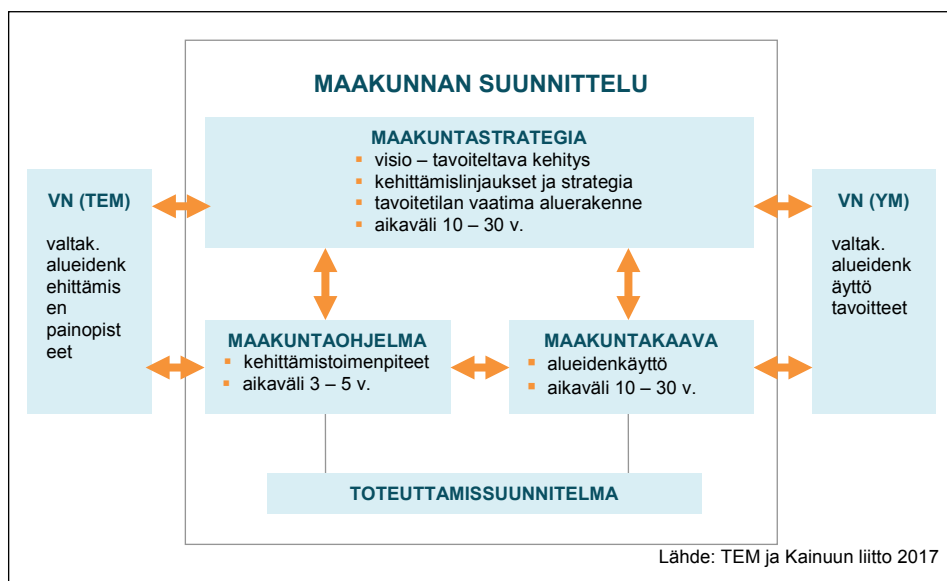 MAAKUNNAN SUUNNITTELU
MAAKUNTASTRATEGIA
▪ visio – tavoiteltava kehitys
▪ kehittämislinjaukset ja strategia
▪ tavoitetilan vaatima aluerakenne
▪ aikaväli 10 – 30 v.
VN (TEM)
valtak.
alueidenk
ehittämis
en
painopist
eet
VN (YM)
valtak.
alueidenk
äyttö
tavoitteet
MAAKUNTAOHJELMA
▪ kehittämistoimenpiteet
▪ aikaväli 3 – 5 v.
MAAKUNTAKAAVA
▪ alueidenkäyttö
▪ aikaväli 10 – 30 v.
TOTEUTTAMISSUUNNITELMA
Lähde: TEM ja Kainuun liitto 2017